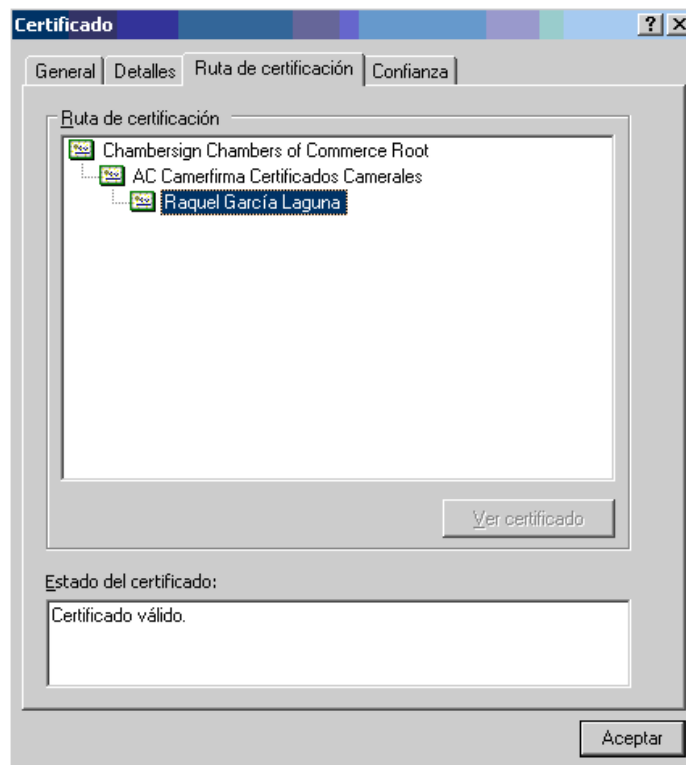 Certificado
General Detalles Ruta de certificación Confianza
Ruta de certificación
Chambersign Chambers of Commerce Root
AC Camerfirma Certificados Camerales
Raquel García Laguna
Ver certificado
Estado del certificado:
Certificado válido.
Aceptar